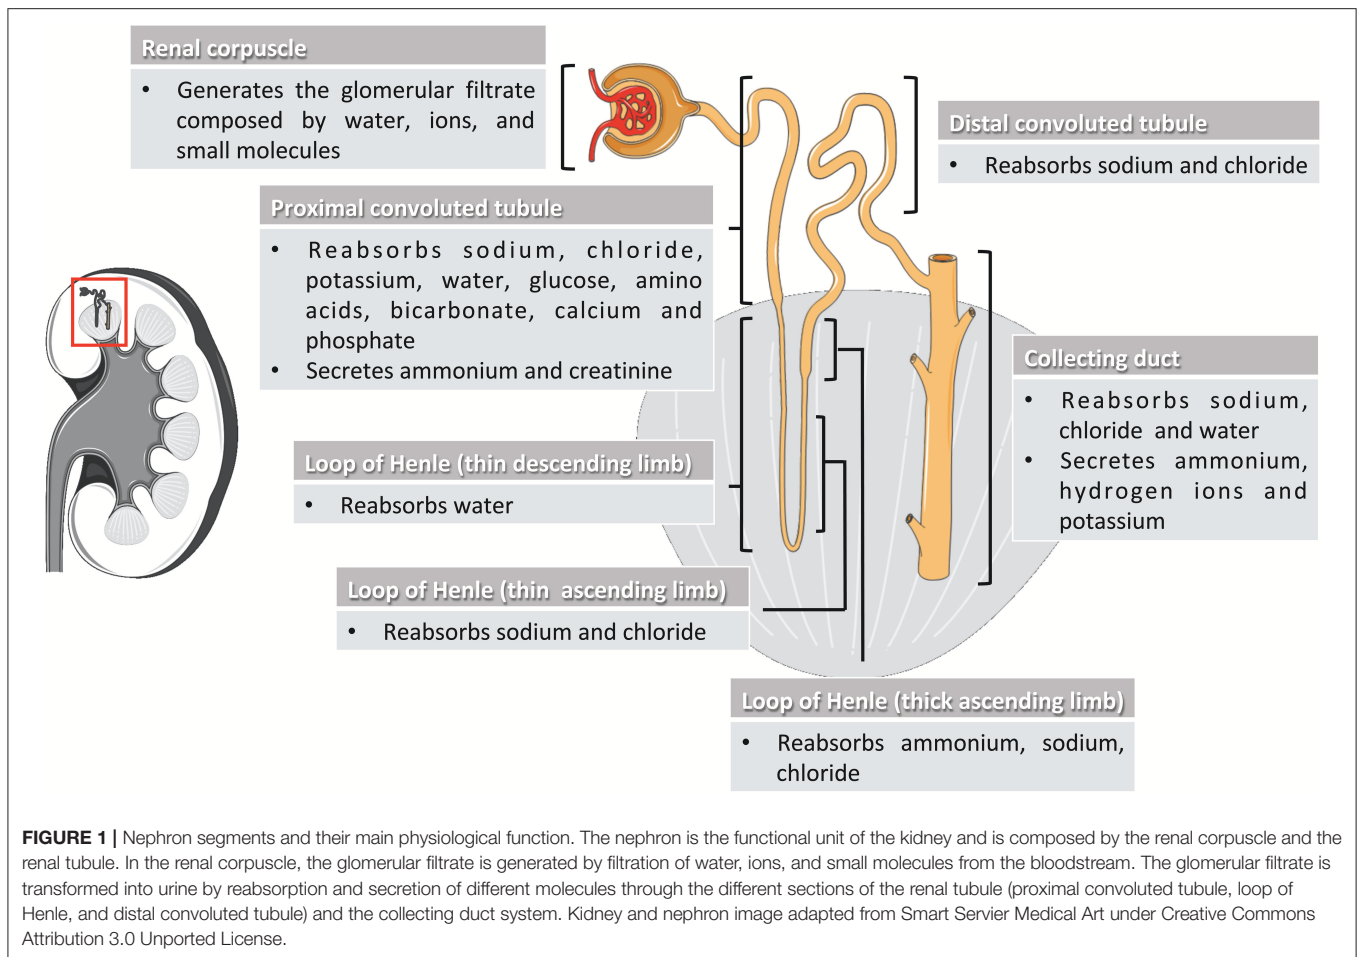 Renal corpuscle
• Generates the glomerular filtrate
composed by water, ions, and
small molecules
Distal convoluted tubule
• Reabsorbs sodium and chloride
Proximal convoluted tubule
• Reabsorbs sodium, chloride,
potassium, water, glucose, amino
acids, bicarbonate, calcium and
phosphate
• Secretes ammonium and creatinine
Collecting duct
• Reabsorbs sodium,
chloride and water
• Secretes ammonium,
hydrogen ions and
potassium
Loop of Henle (thin descending limb)
• Reabsorbs water
Loop of Henle (thin ascending limb)
• Reabsorbs sodium and chloride
Loop of Henle (thick ascending limb)
• Reabsorbs ammonium, sodium,
chloride
FIGURE 1 | Nephron segments and their main physiological function. The nephron is the functional unit of the kidney and is composed by the renal corpuscle and the
renal tubule. In the renal corpuscle, the glomerular filtrate is generated by filtration of water, ions, and small molecules from the bloodstream. The glomerular filtrate is
transformed into urine by reabsorption and secretion of different molecules through the different sections of the renal tubule (proximal convoluted tubule, loop of
Henle, and distal convoluted tubule) and the collecting duct system. Kidney and nephron image adapted from Smart Servier Medical Art under Creative Commons
Attribution 3.0 Unported License.